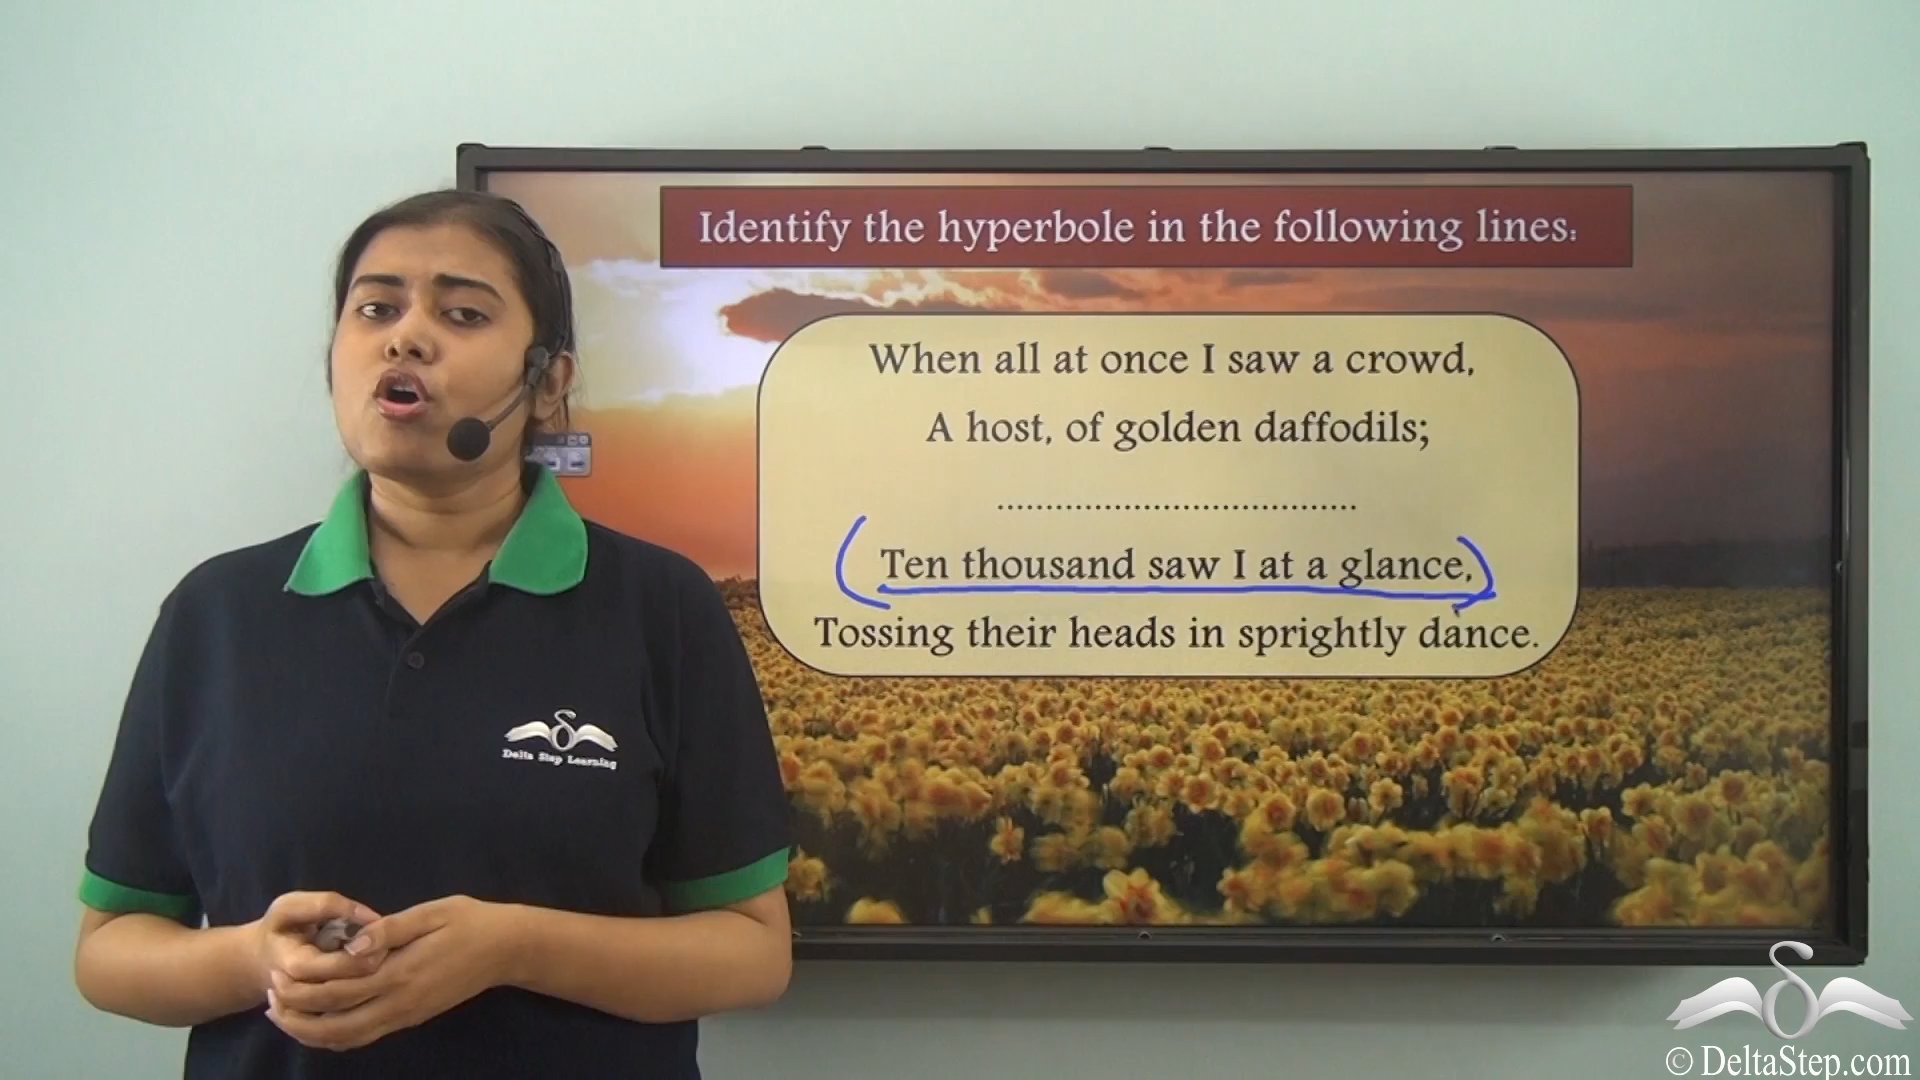 Identify the hyperbole in the following lines:
When all at once I saw a crowd,
A host, of golden daffodils;
....................................
Ten thousand saw I at a glance,
Tossing their heads in sprightly dance.
Delta Step Learning
© DeltaStep.com